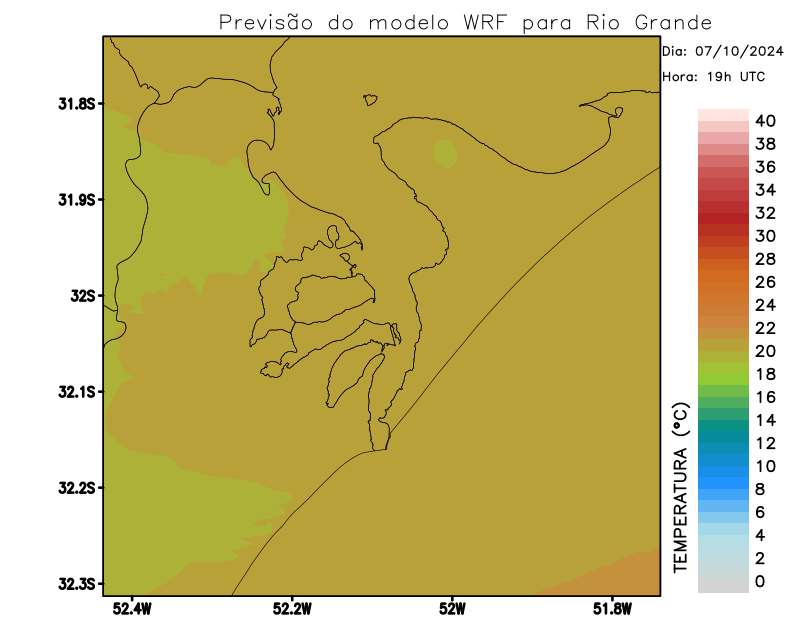 Previsão do modelo WRF para Rio Grande
Dia: 07/10/2024
Hora: 19h UTC
31.8S
31.9S
32S
32.1S
32.2S
32.3S
52.4W
52.2W
52W
51.8W
TEMPERATURA (°C)
40
38
36
34
32
30
28
26
24
22
20
18
16
14
12
10
8
6
4
2
0